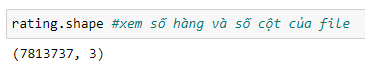 rating.shape #xem số hàng và số cột của file
(7813737, 3)